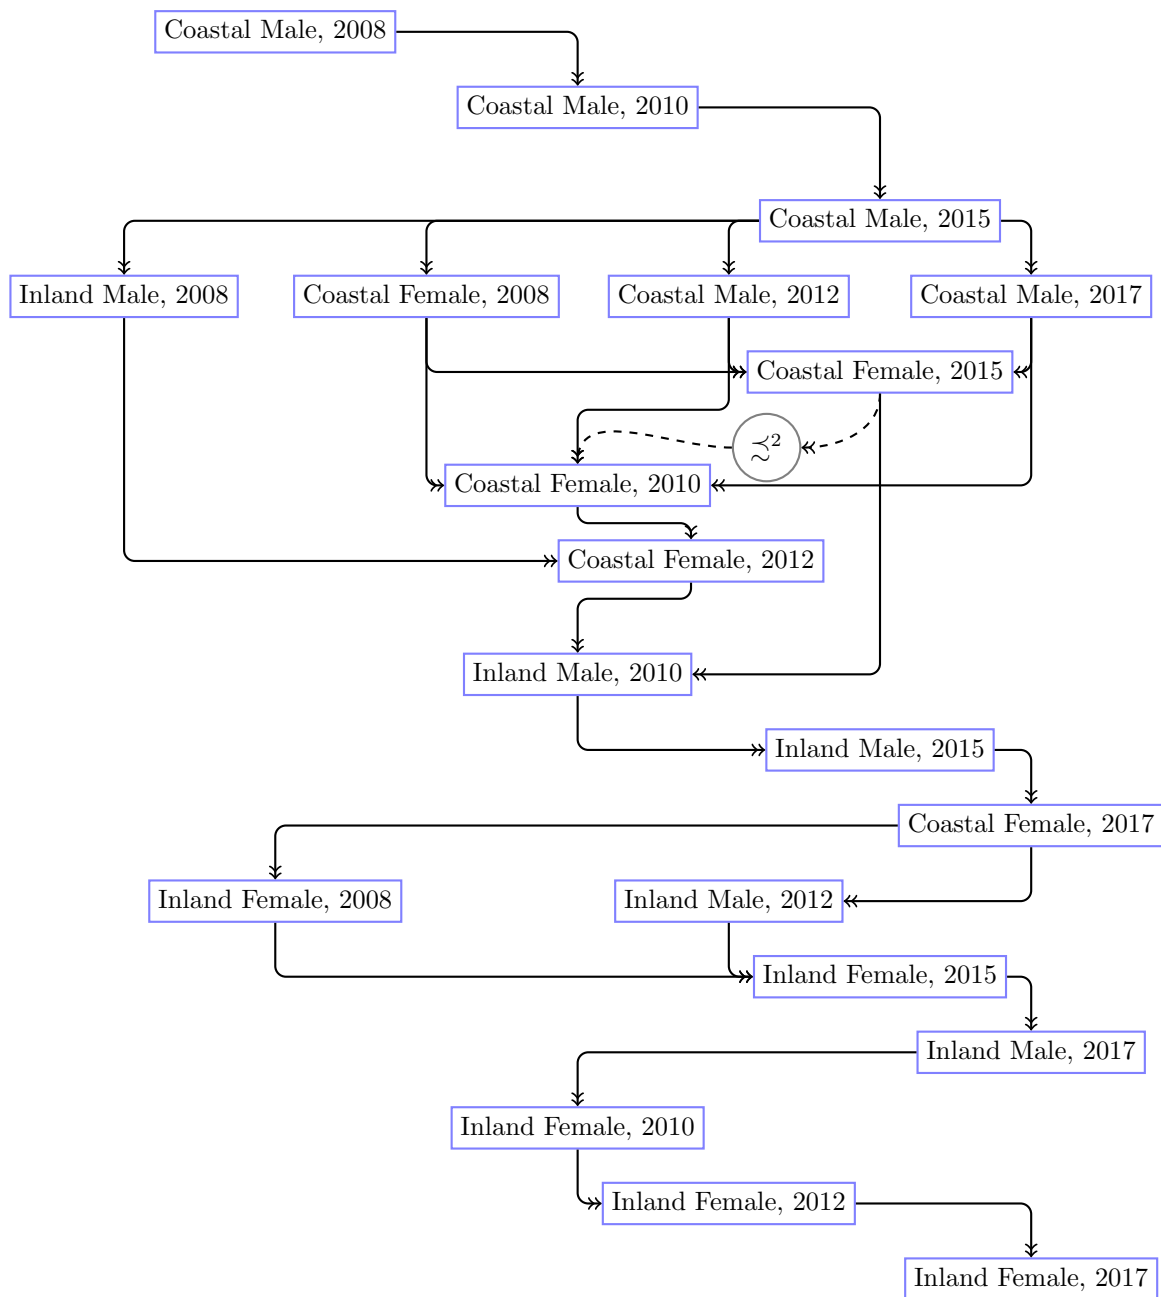 Coastal Male, 2008
Coastal Male, 2010
Coastal Male, 2015
Inland Male, 2008
Coastal Female, 2008
Coastal Male, 2012
Coastal Male, 2017
Coastal Female, 2015
≾²
Coastal Female, 2010
Coastal Female, 2012
Inland Male, 2010
Inland Male, 2015
Coastal Female, 2017
Inland Female, 2008
Inland Male, 2012
Inland Female, 2015
Inland Male, 2017
Inland Female, 2010
Inland Female, 2012
Inland Female, 2017